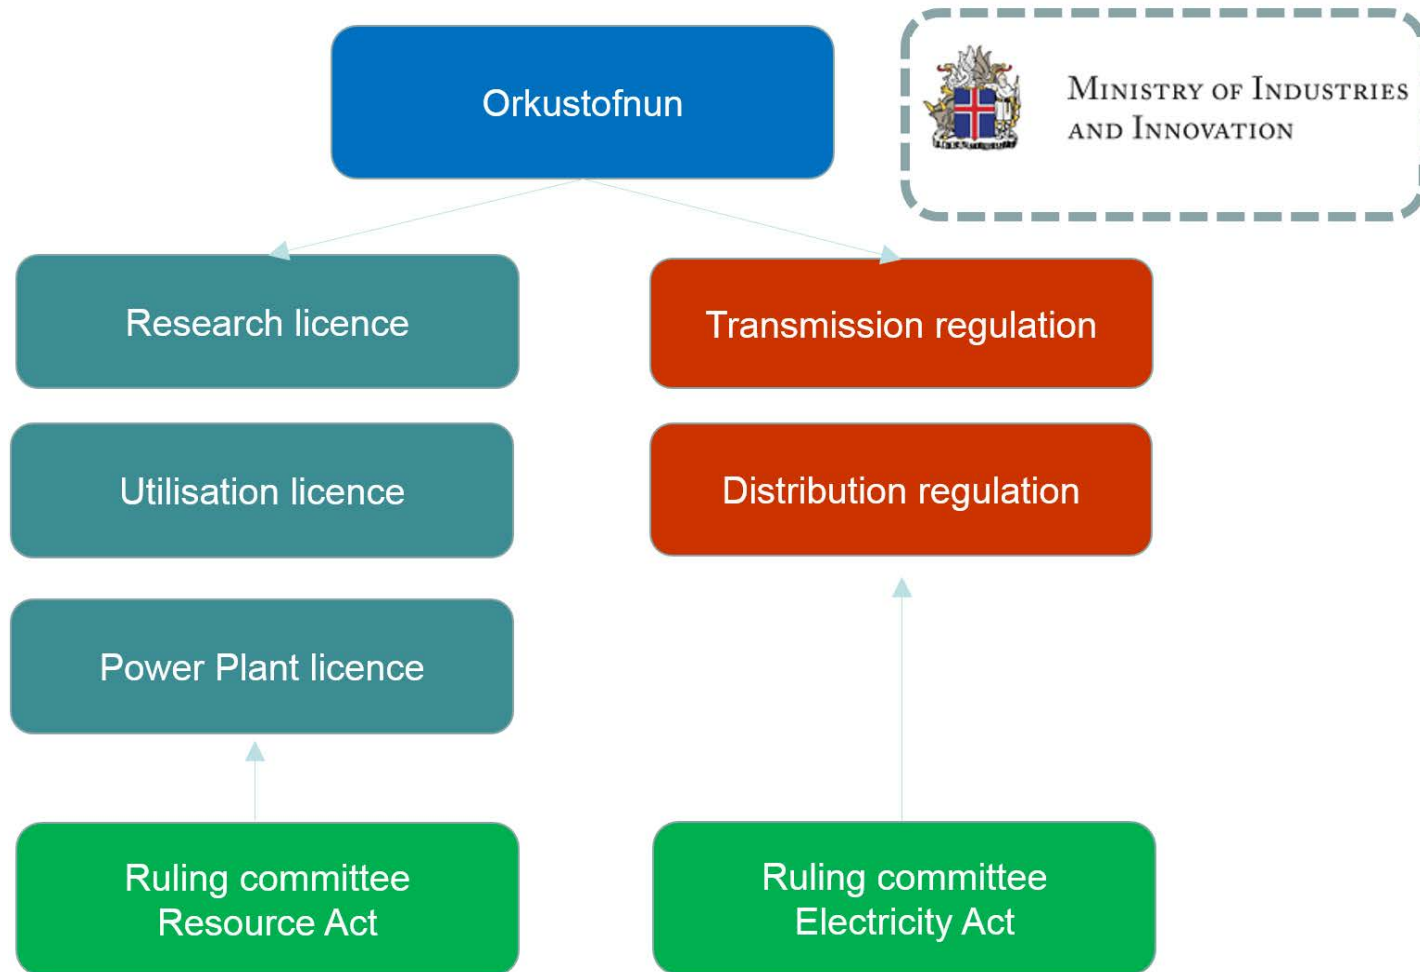 Orkustofnun
MINISTRY OF INDUSTRIES
AND INNOVATION
Research licence
Transmission regulation
Utilisation licence
Distribution regulation
Power Plant licence
Ruling committee
Resource Act
Ruling committee
Electricity Act